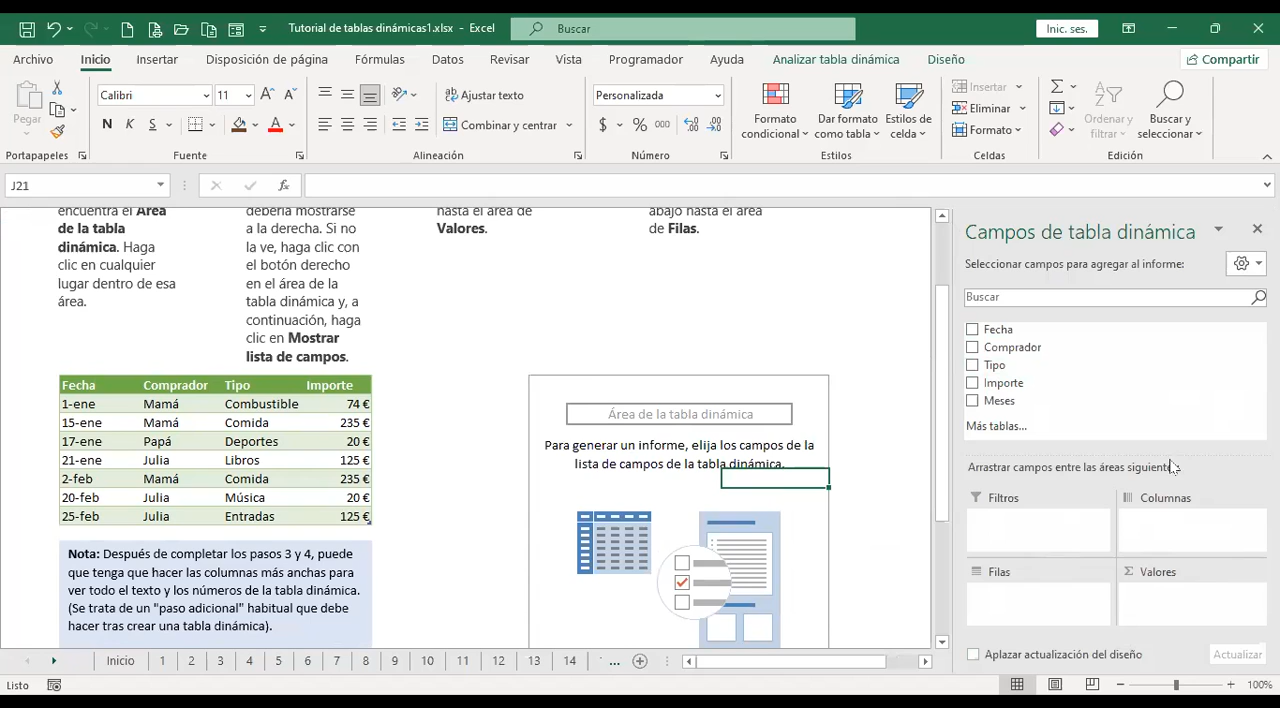 Tutorial de tablas dinámicas1.xlsx - Excel
Buscar
Inic. ses.
Archivo Inicio Insertar Disposición de página Fórmulas Datos Revisar Vista Programador Ayuda Analizar tabla dinámica Diseño Compartir
Pegar
Portapapeles
Calibri 11
N K S
Fuente
Ajustar texto
Combinar y centrar
Alineación
Personalizada
$ % 000
Número
Formato condicional
Dar formato como tabla
Estilos de celda
Estilos
Insertar
Eliminar
Formato
Celdas
Ordenar y filtrar
Buscar y seleccionar
Edición
J21
fx
encuentra el Área
de la tabla
dinámica. Haga
clic en cualquier
lugar dentro de esa
área.
debería mostrarse
a la derecha. Si no
la ve, haga clic con
el botón derecho
en el área de la
tabla dinámica y, a
continuación, haga
clic en Mostrar
lista de campos.
hasta el área de
Valores.
abajo hasta el área
de Filas.
Fecha Comprador Tipo Importe
1-ene Mamá Combustible 74 €
15-ene Mamá Comida 235 €
17-ene Papá Deportes 20 €
21-ene Julia Libros 125 €
2-feb Mamá Comida 235 €
20-feb Julia Música 20 €
25-feb Julia Entradas 125 €
Nota: Después de completar los pasos 3 y 4, puede
que tenga que hacer las columnas más anchas para
ver todo el texto y los números de la tabla dinámica.
(Se trata de un "paso adicional" habitual que debe
hacer tras crear una tabla dinámica).
Área de la tabla dinámica
Para generar un informe, elija los campos de la
lista de campos de la tabla dinámica.
Campos de tabla dinámica
Seleccionar campos para agregar al informe:
Buscar
Fecha
Comprador
Tipo
Importe
Meses
Más tablas...
Arrastrar campos entre las áreas siguientes:
Filtros
Columnas
Filas
Σ Valores
Aplazar actualización del diseño
Actualizar
Inicio 1 2 3 4 5 6 7 8 9 10 11 12 13 14 ...
Listo
100%